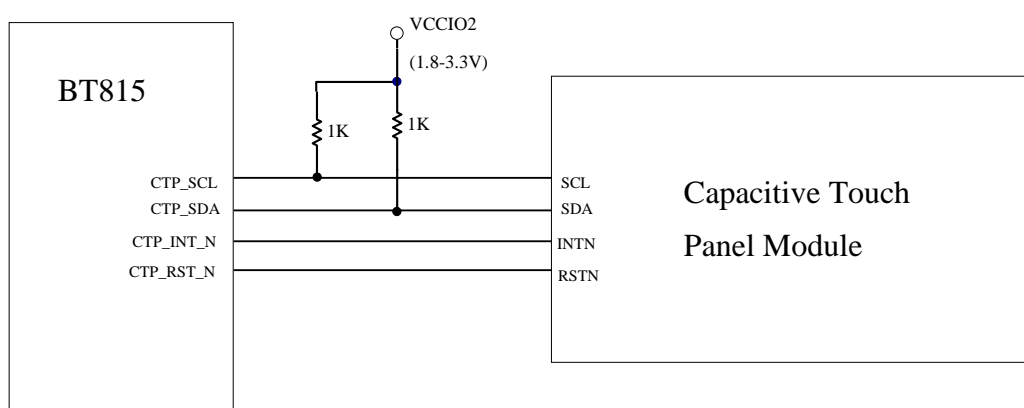 VCCIO2
(1.8-3.3V)
BT815
1K
1K
CTP_SCL
CTP_SDA
CTP_INT_N
CTP_RST_N
SCL
SDA
INTN
RSTN
Capacitive Touch
Panel Module